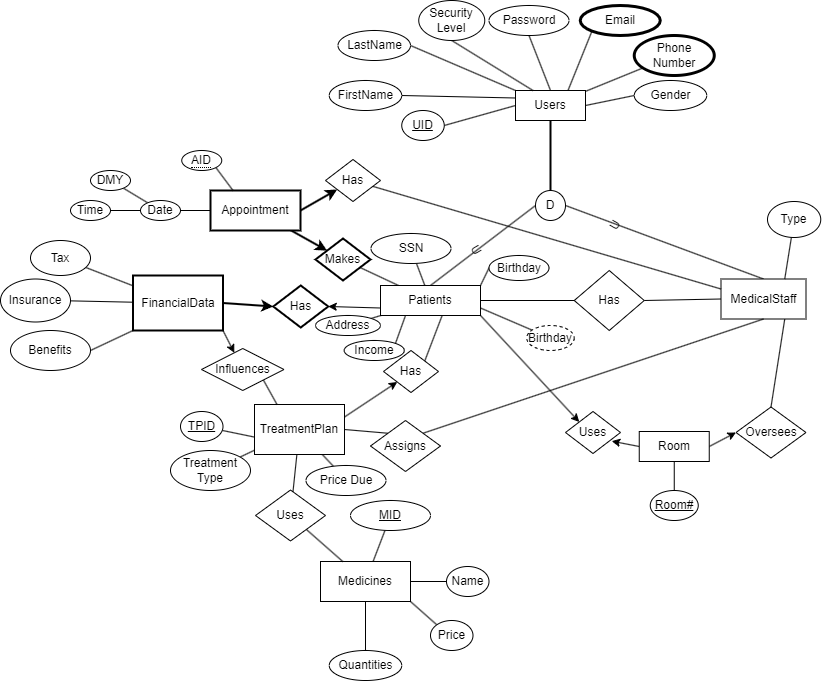 Security
Level
Password
Email
LastName
Phone
Number
FirstName
Users
Gender
UID
AID
DMY
Has
Time
Date
Appointment
D
Type
Tax
Makes
SSN
Birthday
Insurance
FinancialData
Has
Patients
Has
MedicalStaff
Address
Benefits
Income
Birthday
Influences
Has
TPID
TreatmentPlan
Assigns
Uses
Room
Oversees
Treatment
Type
Price Due
Uses
MID
Room#
Medicines
Name
Price
Quantities